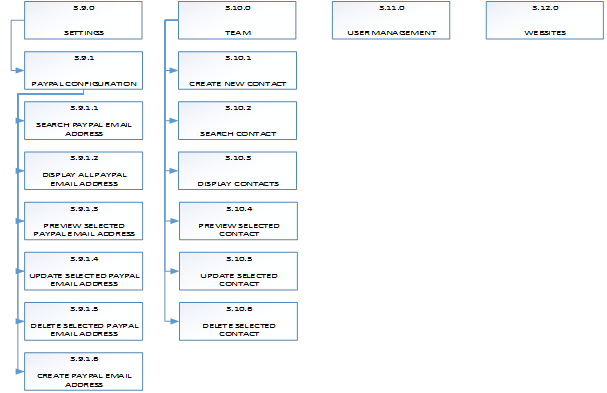 3.9.0
SETTINGS
3.9.1
PAYPAL CONFIGURATION
3.9.1.1
SEARCH PAYPAL EMAIL
ADDRESS
3.9.1.2
DISPLAY ALL PAYPAL
EMAIL ADDRESS
3.9.1.3
PREVIEW SELECTED
PAYPAL EMAIL ADDRESS
3.9.1.4
UPDATE SELECTED PAYPAL
EMAIL ADDRESS
3.9.1.5
DELETE SELECTED PAYPAL
EMAIL ADDRESS
3.9.1.6
CREATE PAYPAL EMAIL
ADDRESS
3.10.0
TEAM
3.10.1
CREATE NEW CONTACT
3.10.2
SEARCH CONTACT
3.10.3
DISPLAY CONTACTS
3.10.4
PREVIEW SELECTED
CONTACT
3.10.5
UPDATE SELECTED
CONTACT
3.10.6
DELETE SELECTED
CONTACT
3.11.0
USER MANAGEMENT
3.12.0
WEBSITES